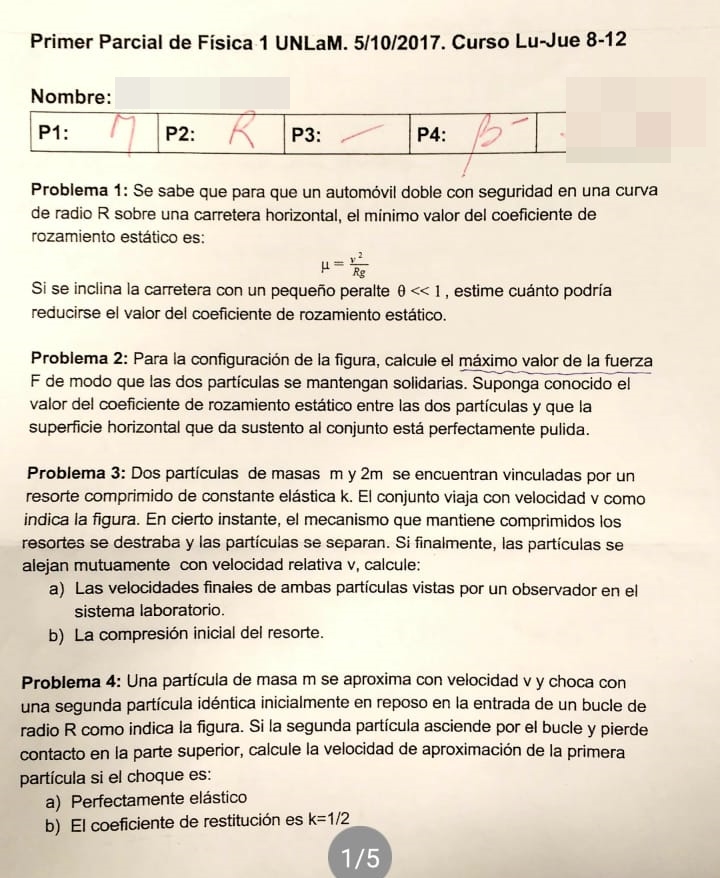 Primer Parcial de Física 1 UNLaM. 5/10/2017. Curso Lu-Jue 8-12
Nombre:
P1: M P2: R P3: — P4: B-
Problema 1: Se sabe que para que un automóvil doble con seguridad en una curva
de radio R sobre una carretera horizontal, el mínimo valor del coeficiente de
rozamiento estático es:
μ = v²/Rg
Si se inclina la carretera con un pequeño peralte θ << 1 , estime cuánto podría
reducirse el valor del coeficiente de rozamiento estático.
Problema 2: Para la configuración de la figura, calcule el máximo valor de la fuerza
F de modo que las dos partículas se mantengan solidarias. Suponga conocido el
valor del coeficiente de rozamiento estático entre las dos partículas y que la
superficie horizontal que da sustento al conjunto está perfectamente pulida.
Problema 3: Dos partículas de masas m y 2m se encuentran vinculadas por un
resorte comprimido de constante elástica k. El conjunto viaja con velocidad v como
indica la figura. En cierto instante, el mecanismo que mantiene comprimidos los
resortes se destraba y las partículas se separan. Si finalmente, las partículas se
alejan mutuamente con velocidad relativa v, calcule:
a) Las velocidades finales de ambas partículas vistas por un observador en el
sistema laboratorio.
b) La compresión inicial del resorte.
Problema 4: Una partícula de masa m se aproxima con velocidad v y choca con
una segunda partícula idéntica inicialmente en reposo en la entrada de un bucle de
radio R como indica la figura. Si la segunda partícula asciende por el bucle y pierde
contacto en la parte superior, calcule la velocidad de aproximación de la primera
partícula si el choque es:
a) Perfectamente elástico
b) El coeficiente de restitución es k=1/2
1/5